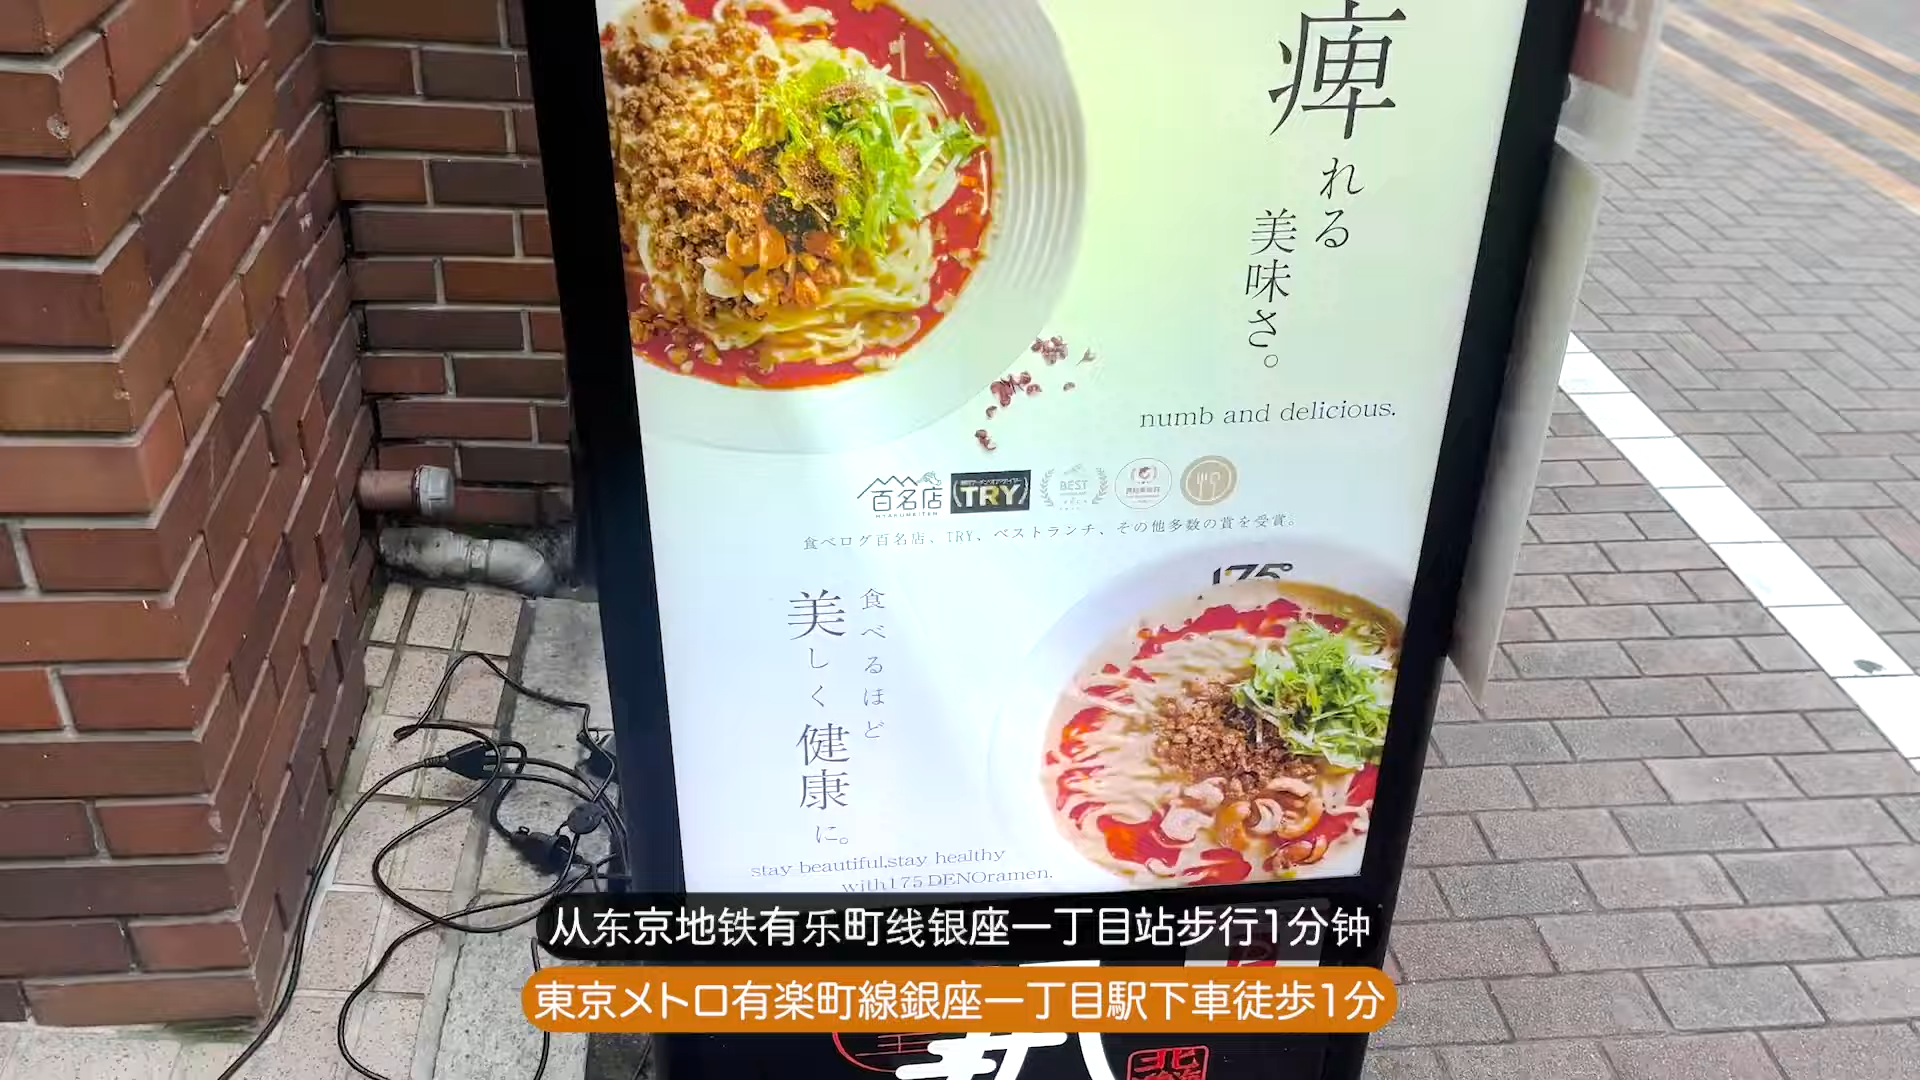 痺れる
美味さ。
numb and delicious.
百名店
TRY
BEST
食べログ百名店、TRY、ベストランチ、その他多数の賞を受賞。
175°
食べるほど
美しく健康に。
stay beautiful,stay healthy
with175DENOramen.
从东京地铁有乐町线银座一丁目站步行1分钟
東京メトロ有楽町線銀座一丁目駅下車徒歩1分